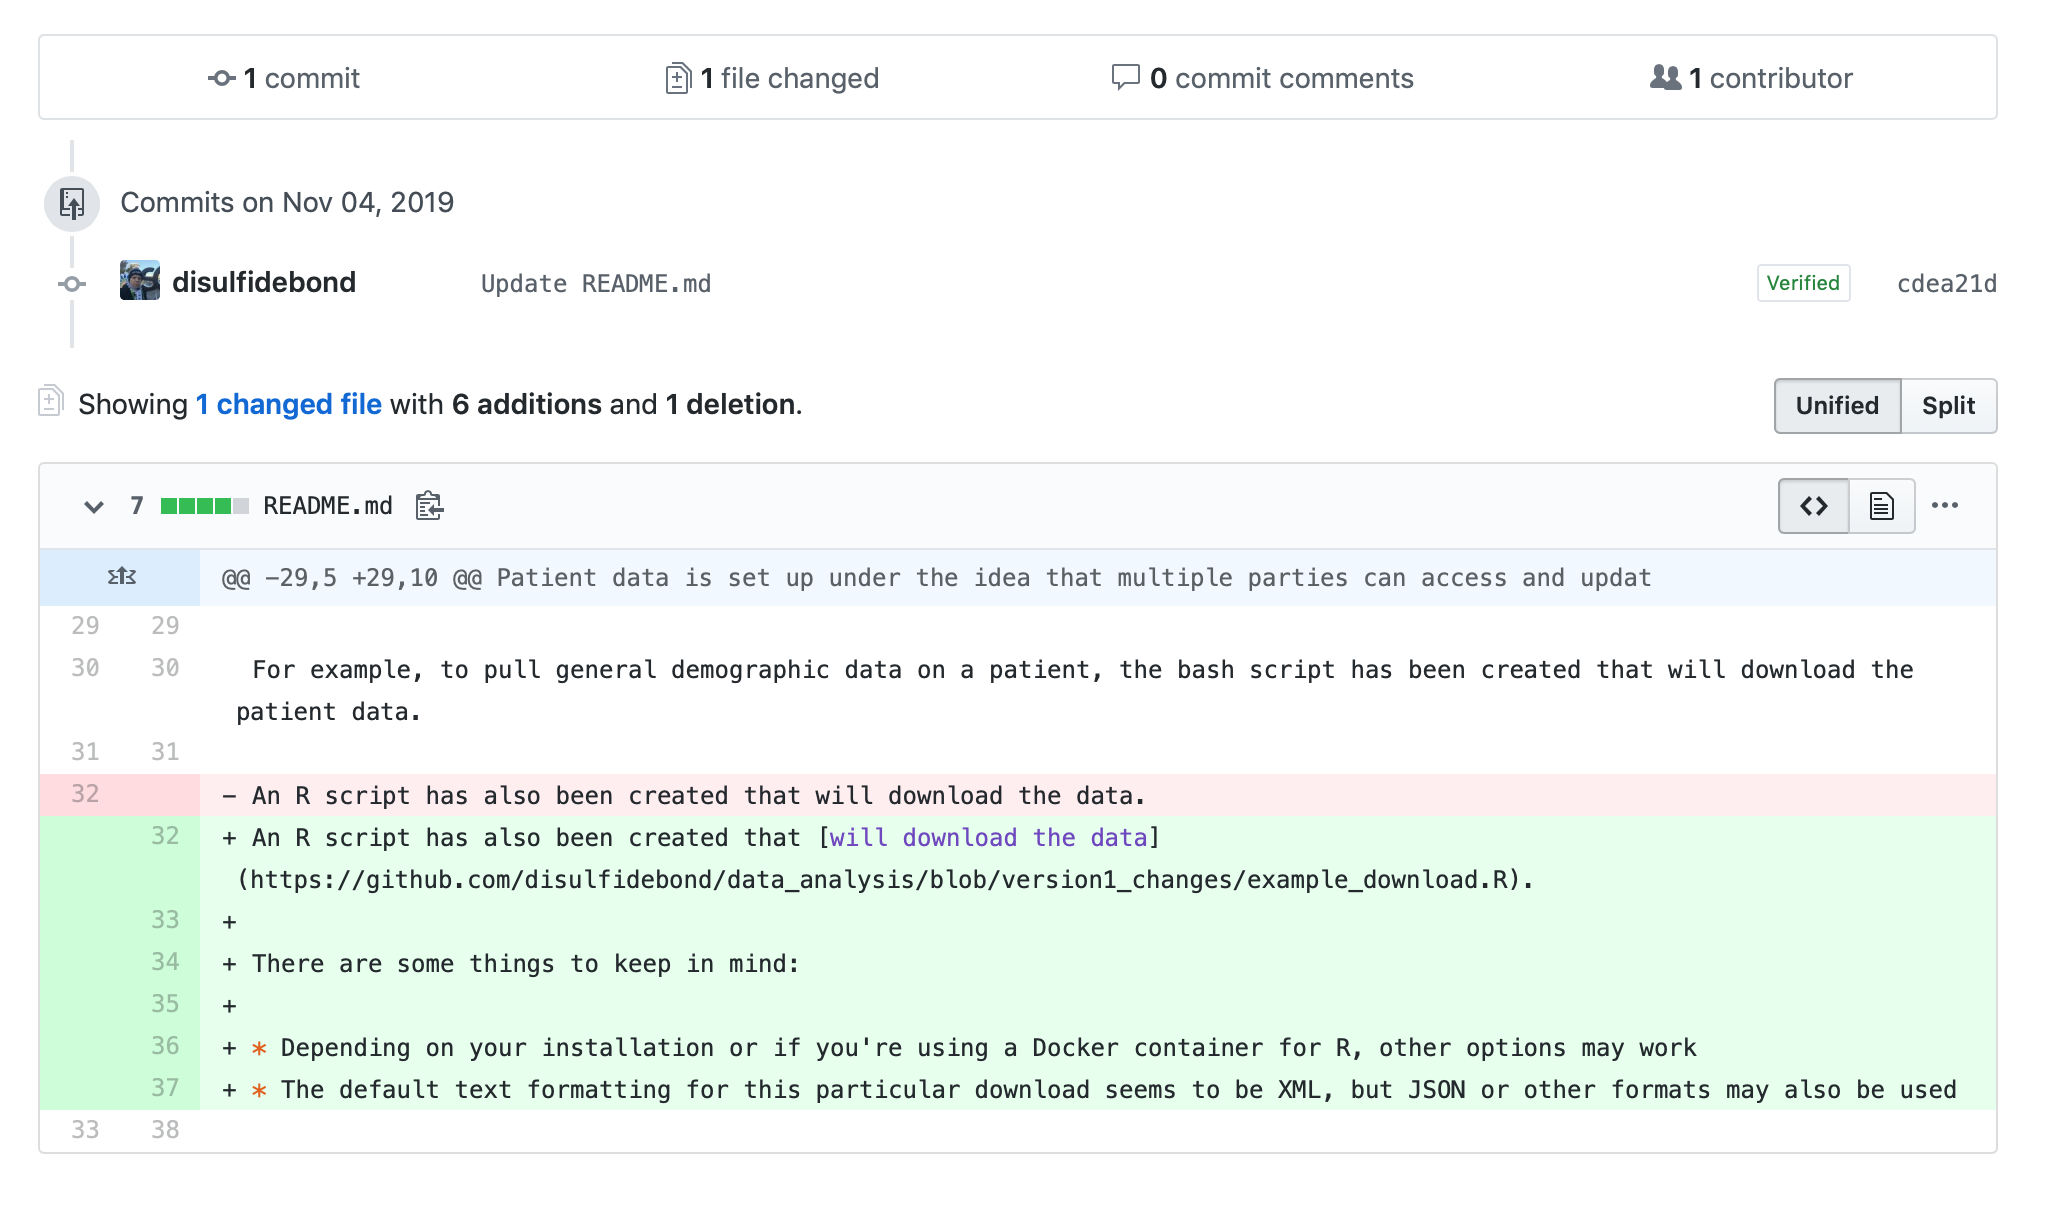 1 commit
1 file changed
0 commit comments
1 contributor
Commits on Nov 04, 2019
disulfidebond
Update README.md
Verified
cdea21d
Showing 1 changed file with 6 additions and 1 deletion.
Unified
Split
7
README.md
@@ -29,5 +29,10 @@ Patient data is set up under the idea that multiple parties can access and updat
29 29
30 30 For example, to pull general demographic data on a patient, the bash script has been created that will download the
patient data.
31 31
32 - An R script has also been created that will download the data.
32 + An R script has also been created that [will download the data]
(https://github.com/disulfidebond/data_analysis/blob/version1_changes/example_download.R).
33 +
34 + There are some things to keep in mind:
35 +
36 + * Depending on your installation or if you're using a Docker container for R, other options may work
37 + * The default text formatting for this particular download seems to be XML, but JSON or other formats may also be used
33 38